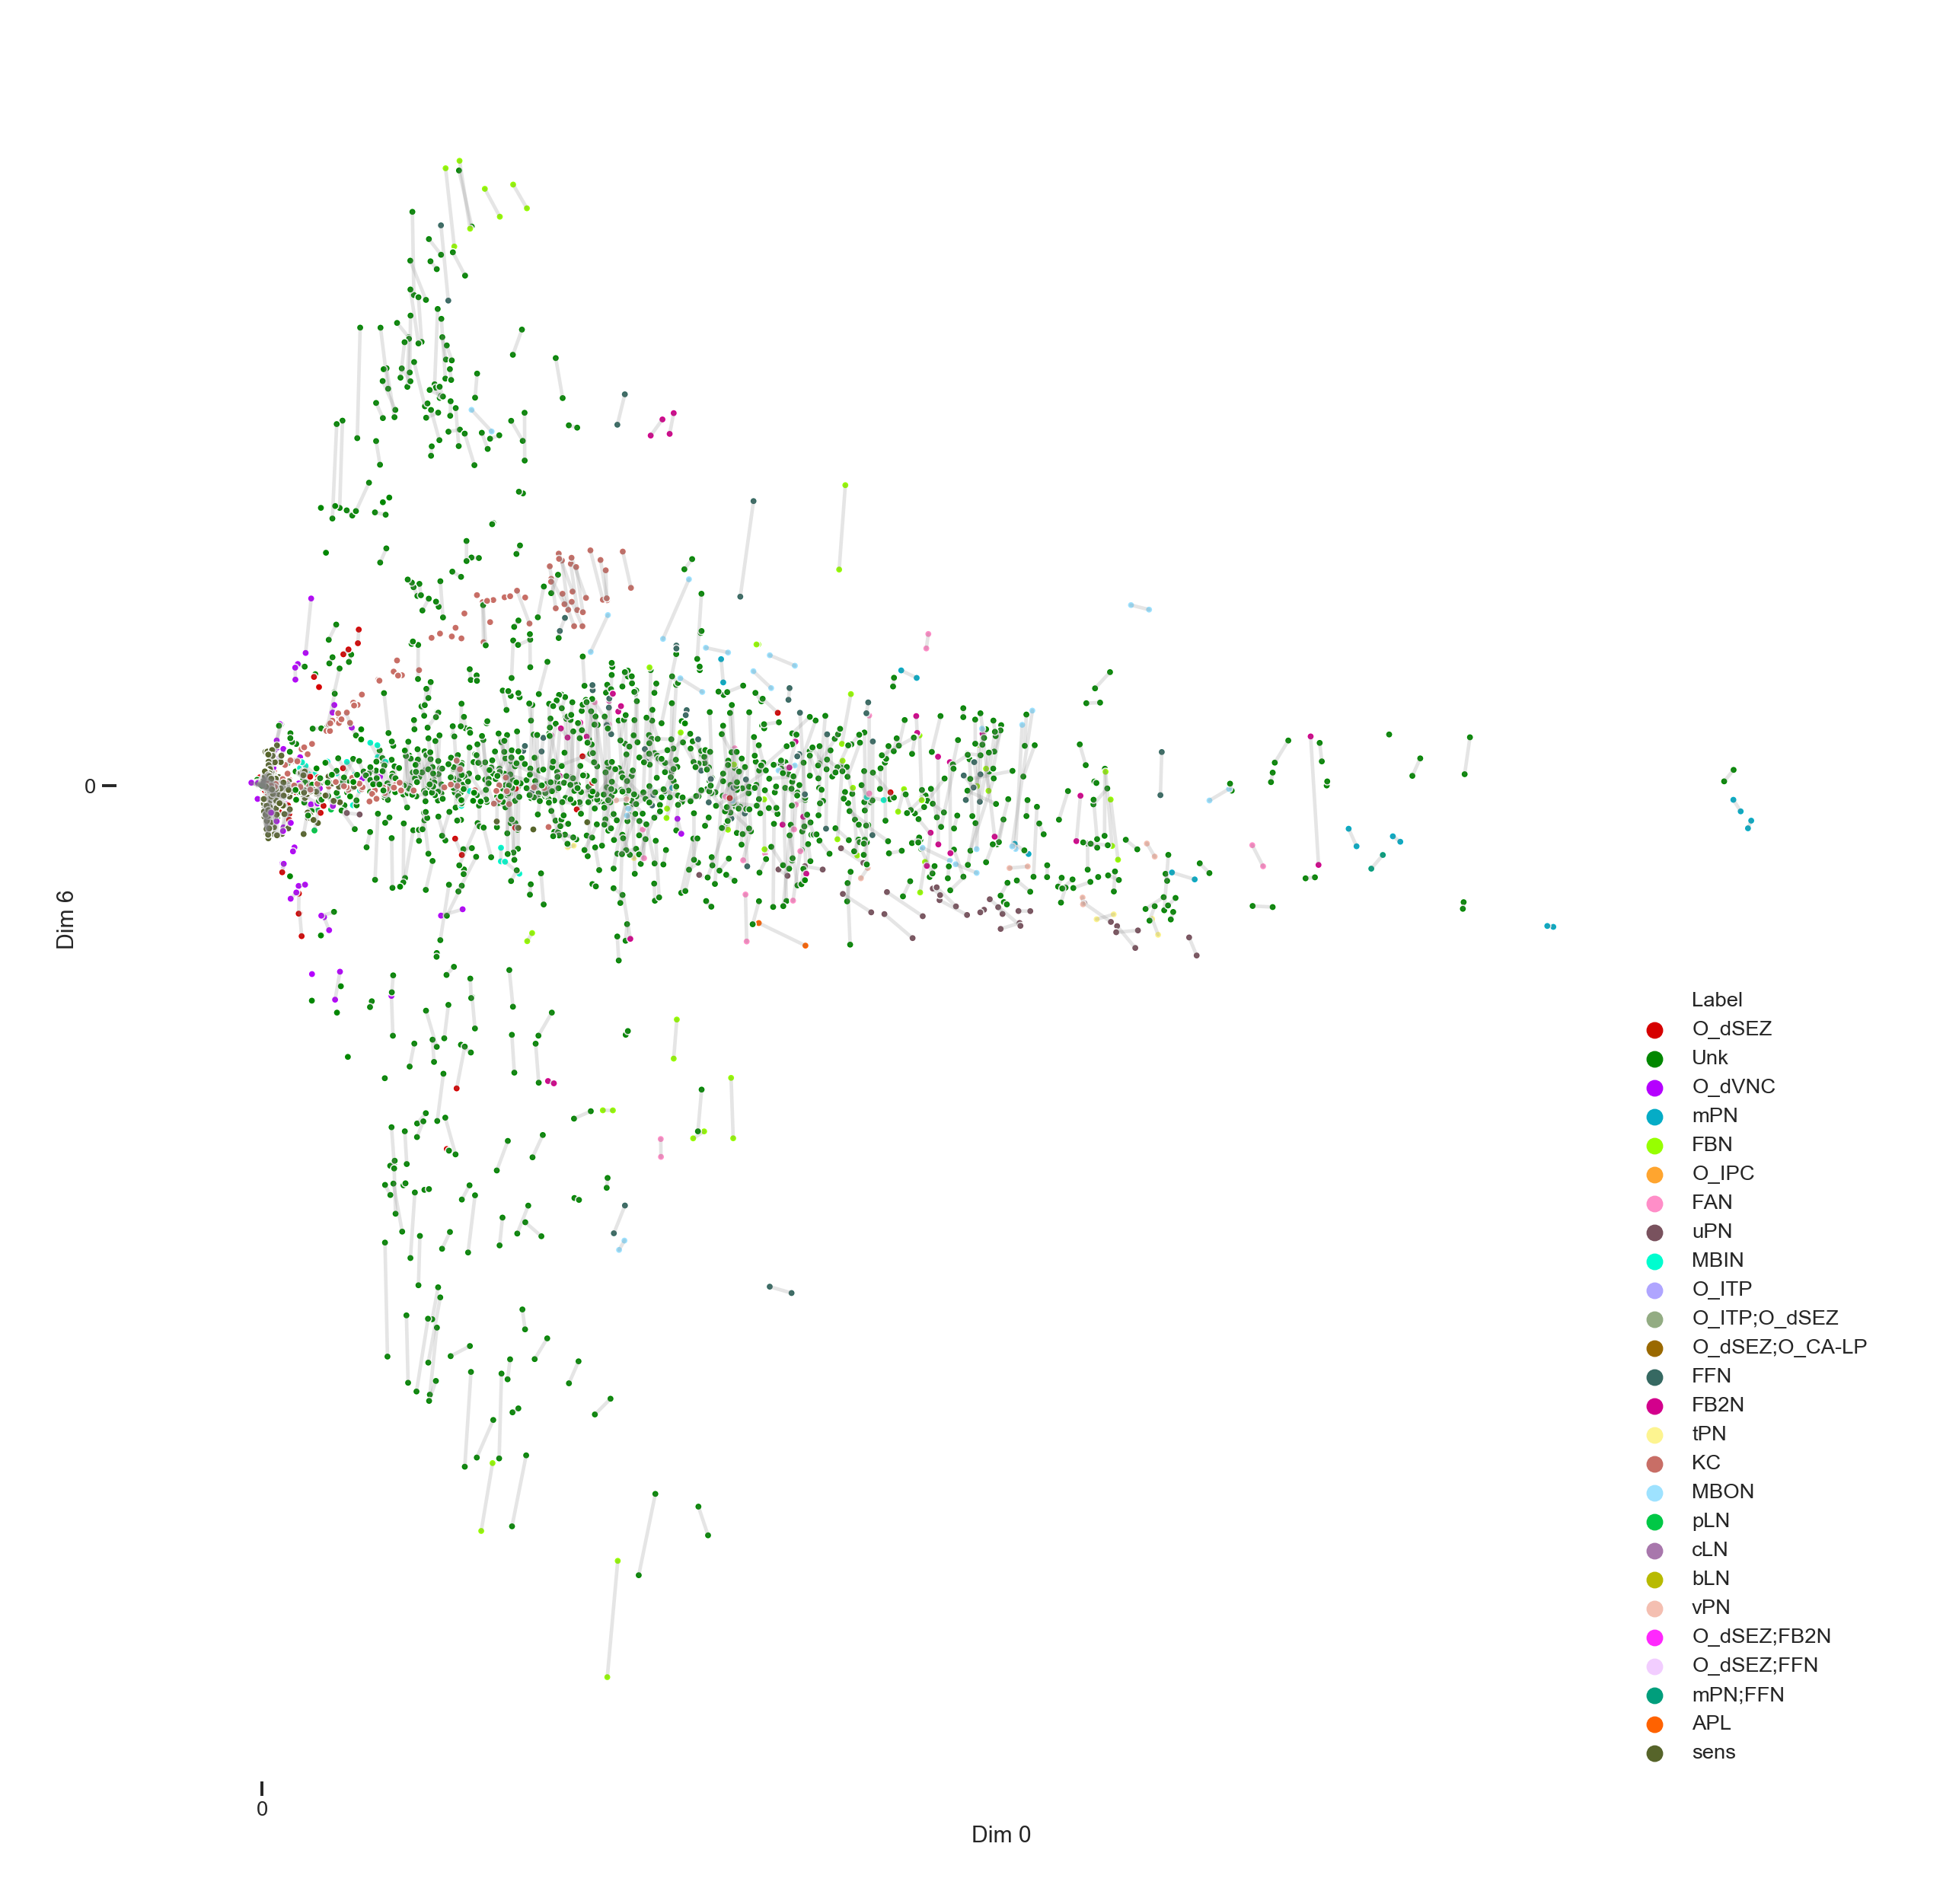 0
Dim 6
Label
O_dSEZ
Unk
O_dVNC
mPN
FBN
O_IPC
FAN
uPN
MBIN
O_ITP
O_ITP;O_dSEZ
O_dSEZ;O_CA-LP
FFN
FB2N
tPN
KC
MBON
pLN
cLN
bLN
vPN
O_dSEZ;FB2N
O_dSEZ;FFN
mPN;FFN
APL
sens
0
Dim 0